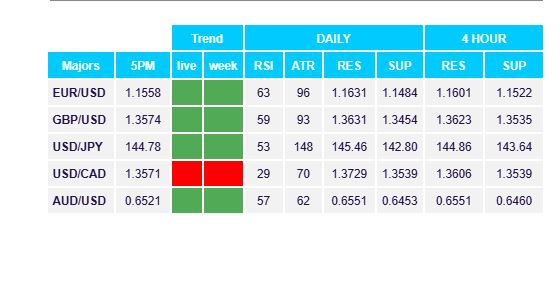 Trend DAILY 4 HOUR
Majors 5PM live week RSI ATR RES SUP RES SUP
EUR/USD 1.1558 63 96 1.1631 1.1484 1.1601 1.1522
GBP/USD 1.3574 59 93 1.3631 1.3454 1.3623 1.3535
USD/JPY 144.78 53 148 145.46 142.80 144.86 143.64
USD/CAD 1.3571 29 70 1.3729 1.3539 1.3606 1.3539
AUD/USD 0.6521 57 62 0.6551 0.6453 0.6551 0.6460